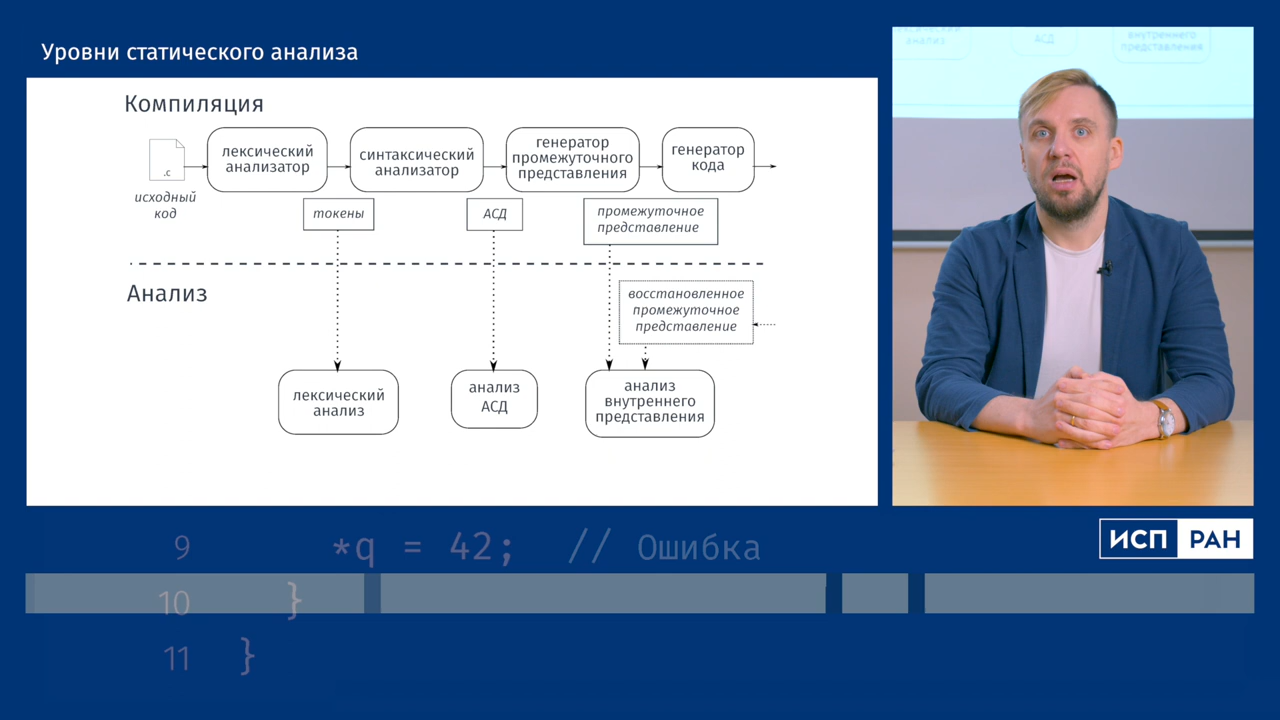 Уровни статического анализа
Компиляция
.c
исходный
код
лексический
анализатор
синтаксический
анализатор
генератор
промежуточного
представления
генератор
кода
токены
АСД
промежуточное
представление
Анализ
восстановленное
промежуточное
представление
лексический
анализ
анализ
АСД
анализ
внутреннего
представления
анализ
АСД
внутреннего
представления
ИСП РАН
9 *q = 42; // Ошибка
10 }
11 }